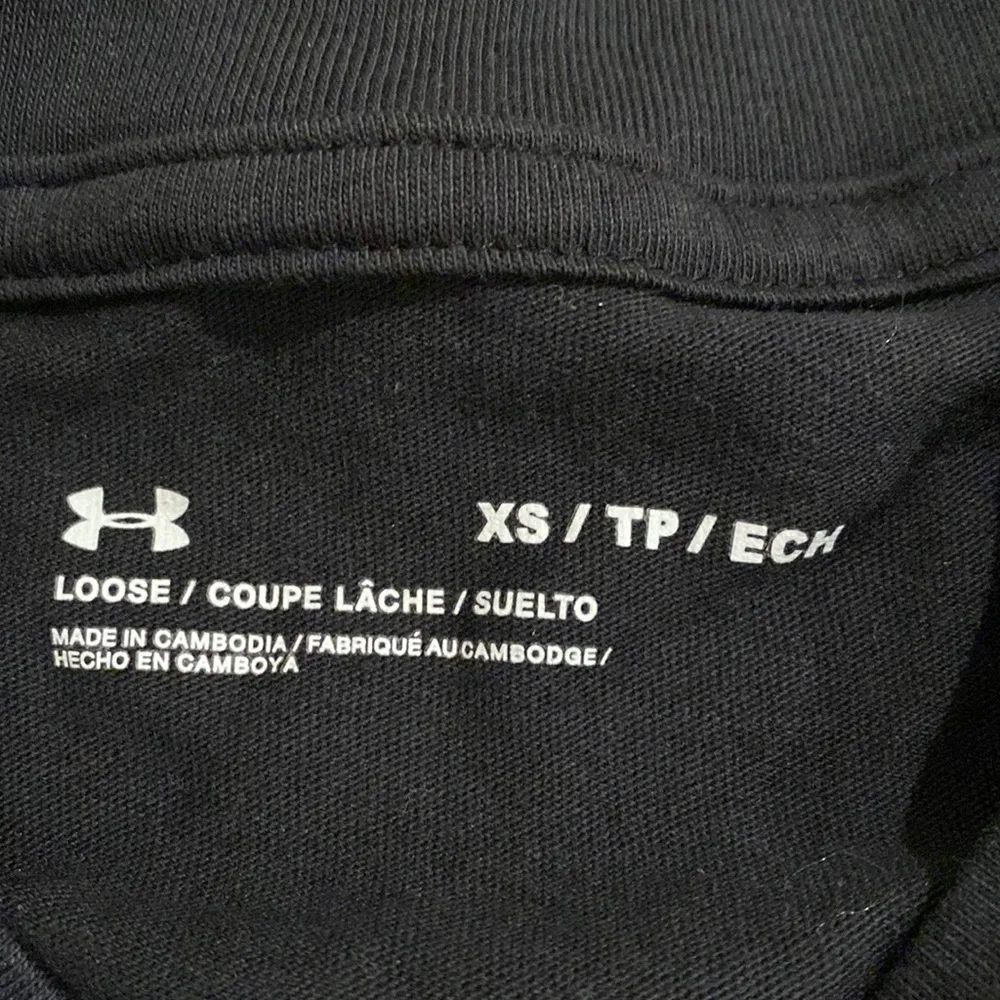 XS / TP / ECH
LOOSE / COUPE LÂCHE / SUELTO
MADE IN CAMBODIA / FABRIQUÉ AU CAMBODGE /
HECHO EN CAMBOYA